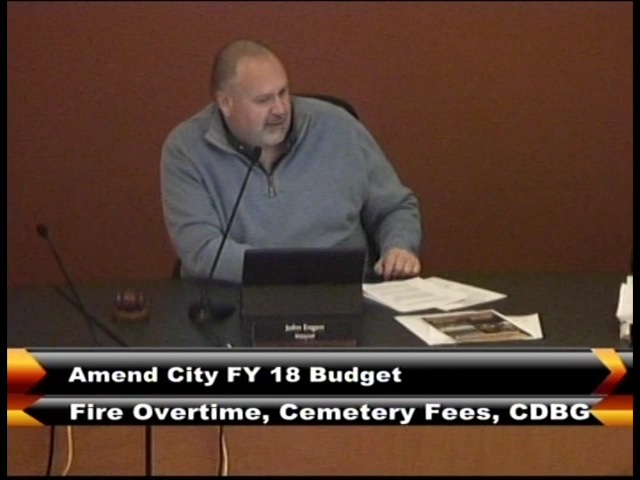 John Engen
Mayor
Amend City FY 18 Budget
Fire Overtime, Cemetery Fees, CDBG